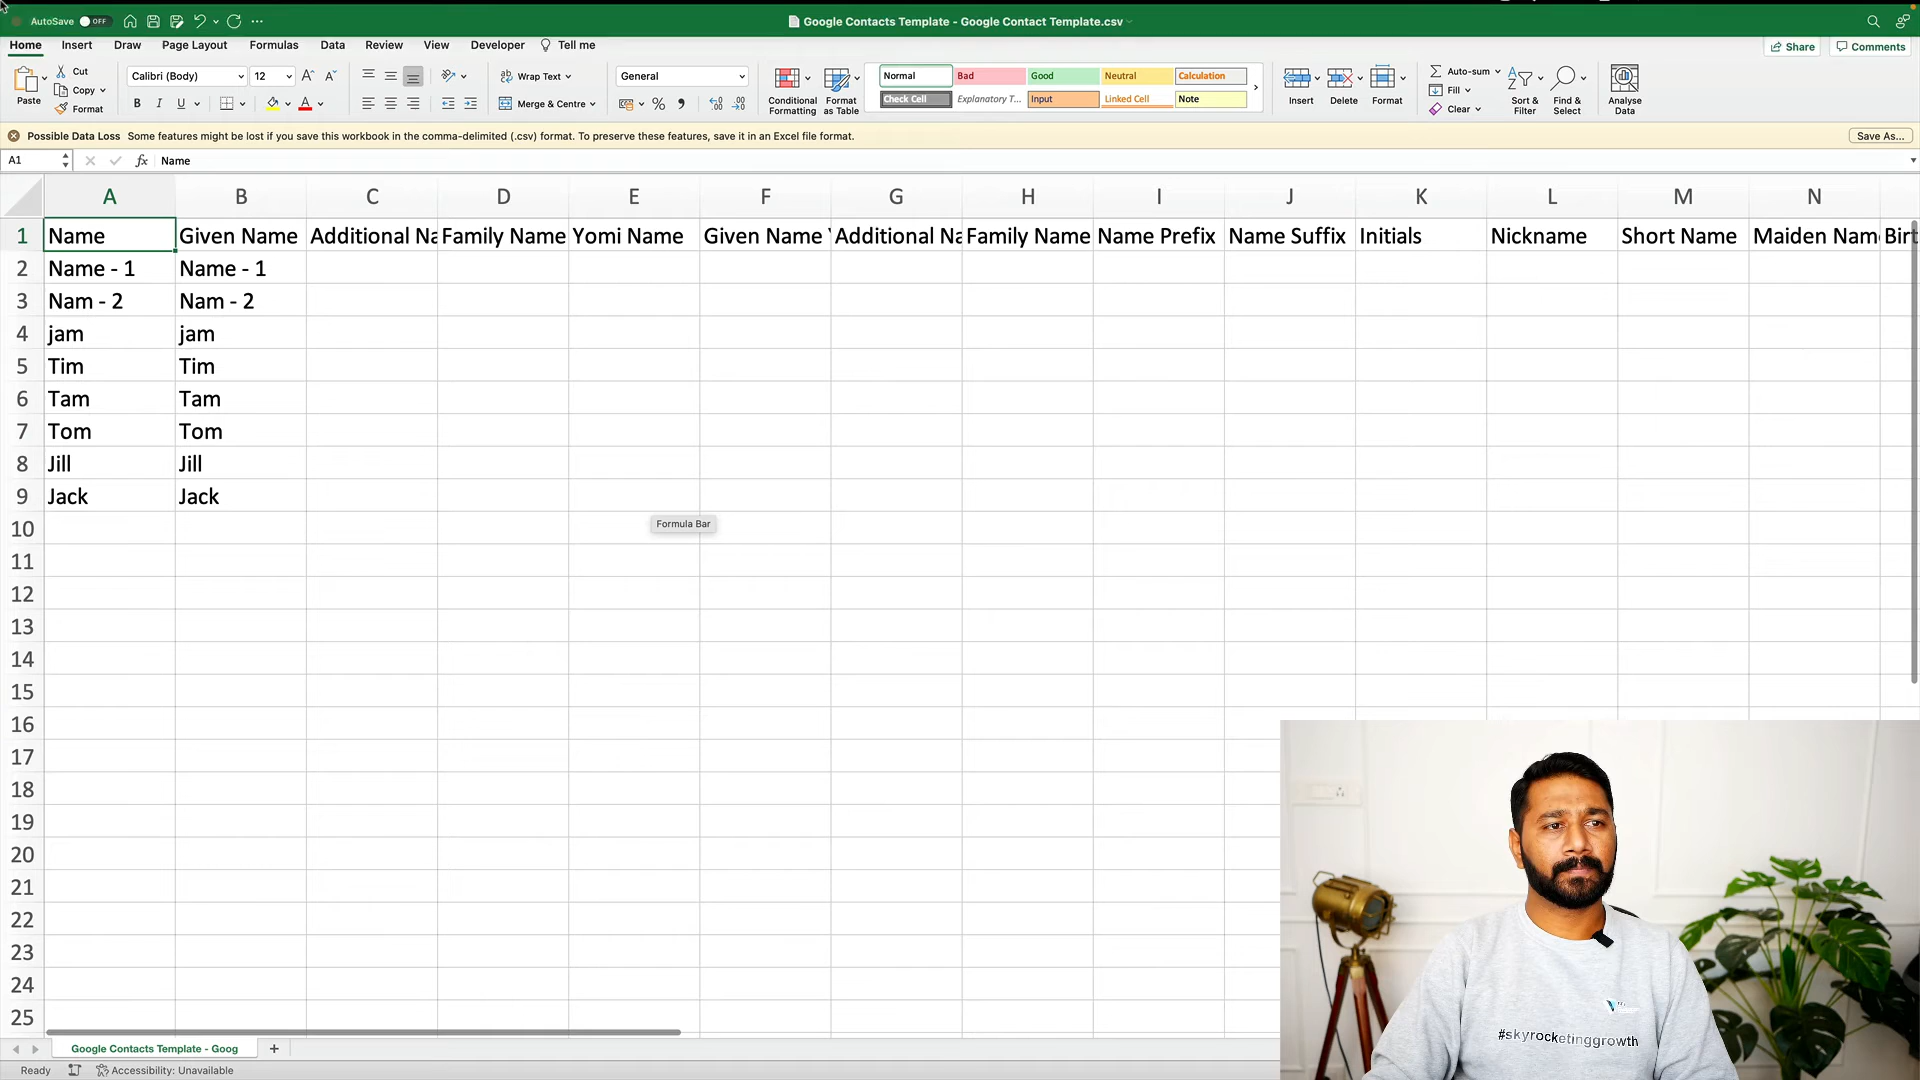 AutoSave OFF
Google Contacts Template - Google Contact Template.csv
Home Insert Draw Page Layout Formulas Data Review View Developer Tell me
Share Comments
Paste Cut Copy Format
Calibri (Body) 12
B I U
Wrap Text
Merge & Centre
General
Conditional Formatting
Format as Table
Normal Bad Good Neutral Calculation
Check Cell Explanatory T... Input Linked Cell Note
Insert Delete Format
Auto-sum
Fill
Clear
Sort & Filter
Find & Select
Analyse Data
Possible Data Loss Some features might be lost if you save this workbook in the comma-delimited (.csv) format. To preserve these features, save it in an Excel file format. Save As...
A1 fx Name
A B C D E F G H I J K L M N
1 Name Given Name Additional Na Family Name Yomi Name Given Name Additional Na Family Name Name Prefix Name Suffix Initials Nickname Short Name Maiden Nam Birt
2 Name - 1 Name - 1
3 Nam - 2 Nam - 2
4 jam jam
5 Tim Tim
6 Tam Tam
7 Tom Tom
8 Jill Jill
9 Jack Jack
10
Formula Bar
11
12
13
14
15
16
17
18
19
20
21
22
23
24
25
#skyrocketinggrowth
Google Contacts Template - Goog +
Ready Accessibility: Unavailable